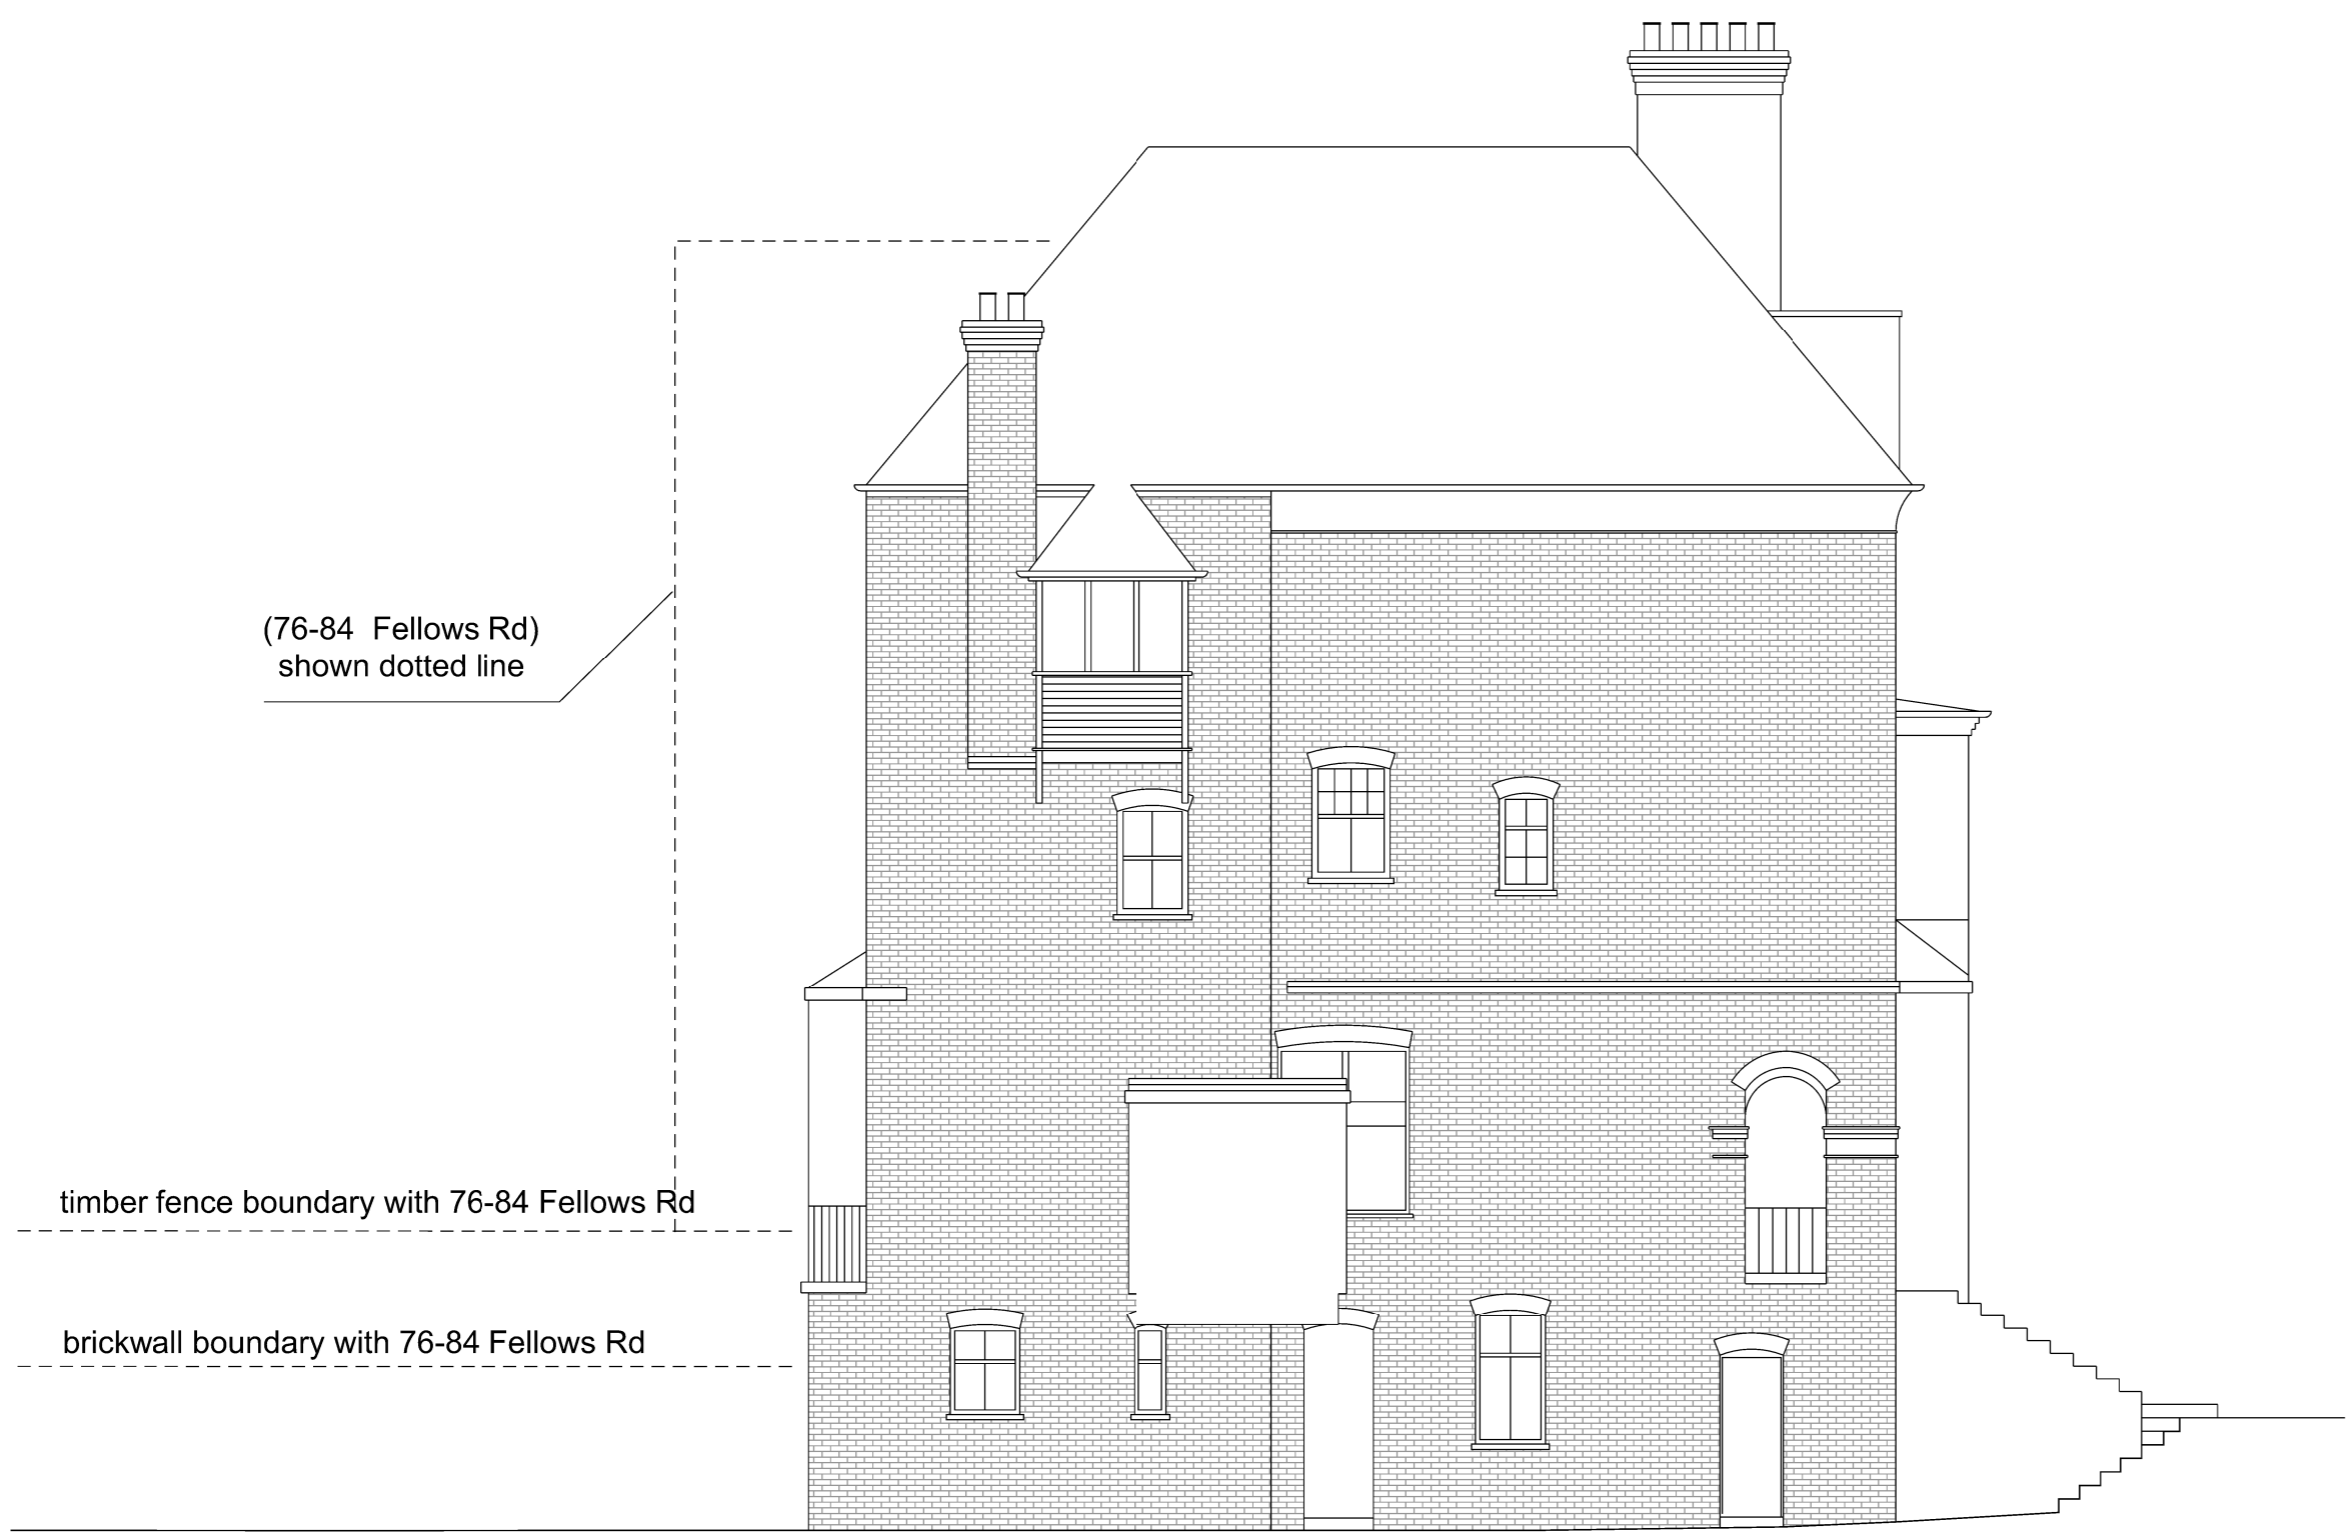 (76-84 Fellows Rd)
shown dotted line
timber fence boundary with 76-84 Fellows Rd
brickwall boundary with 76-84 Fellows Rd